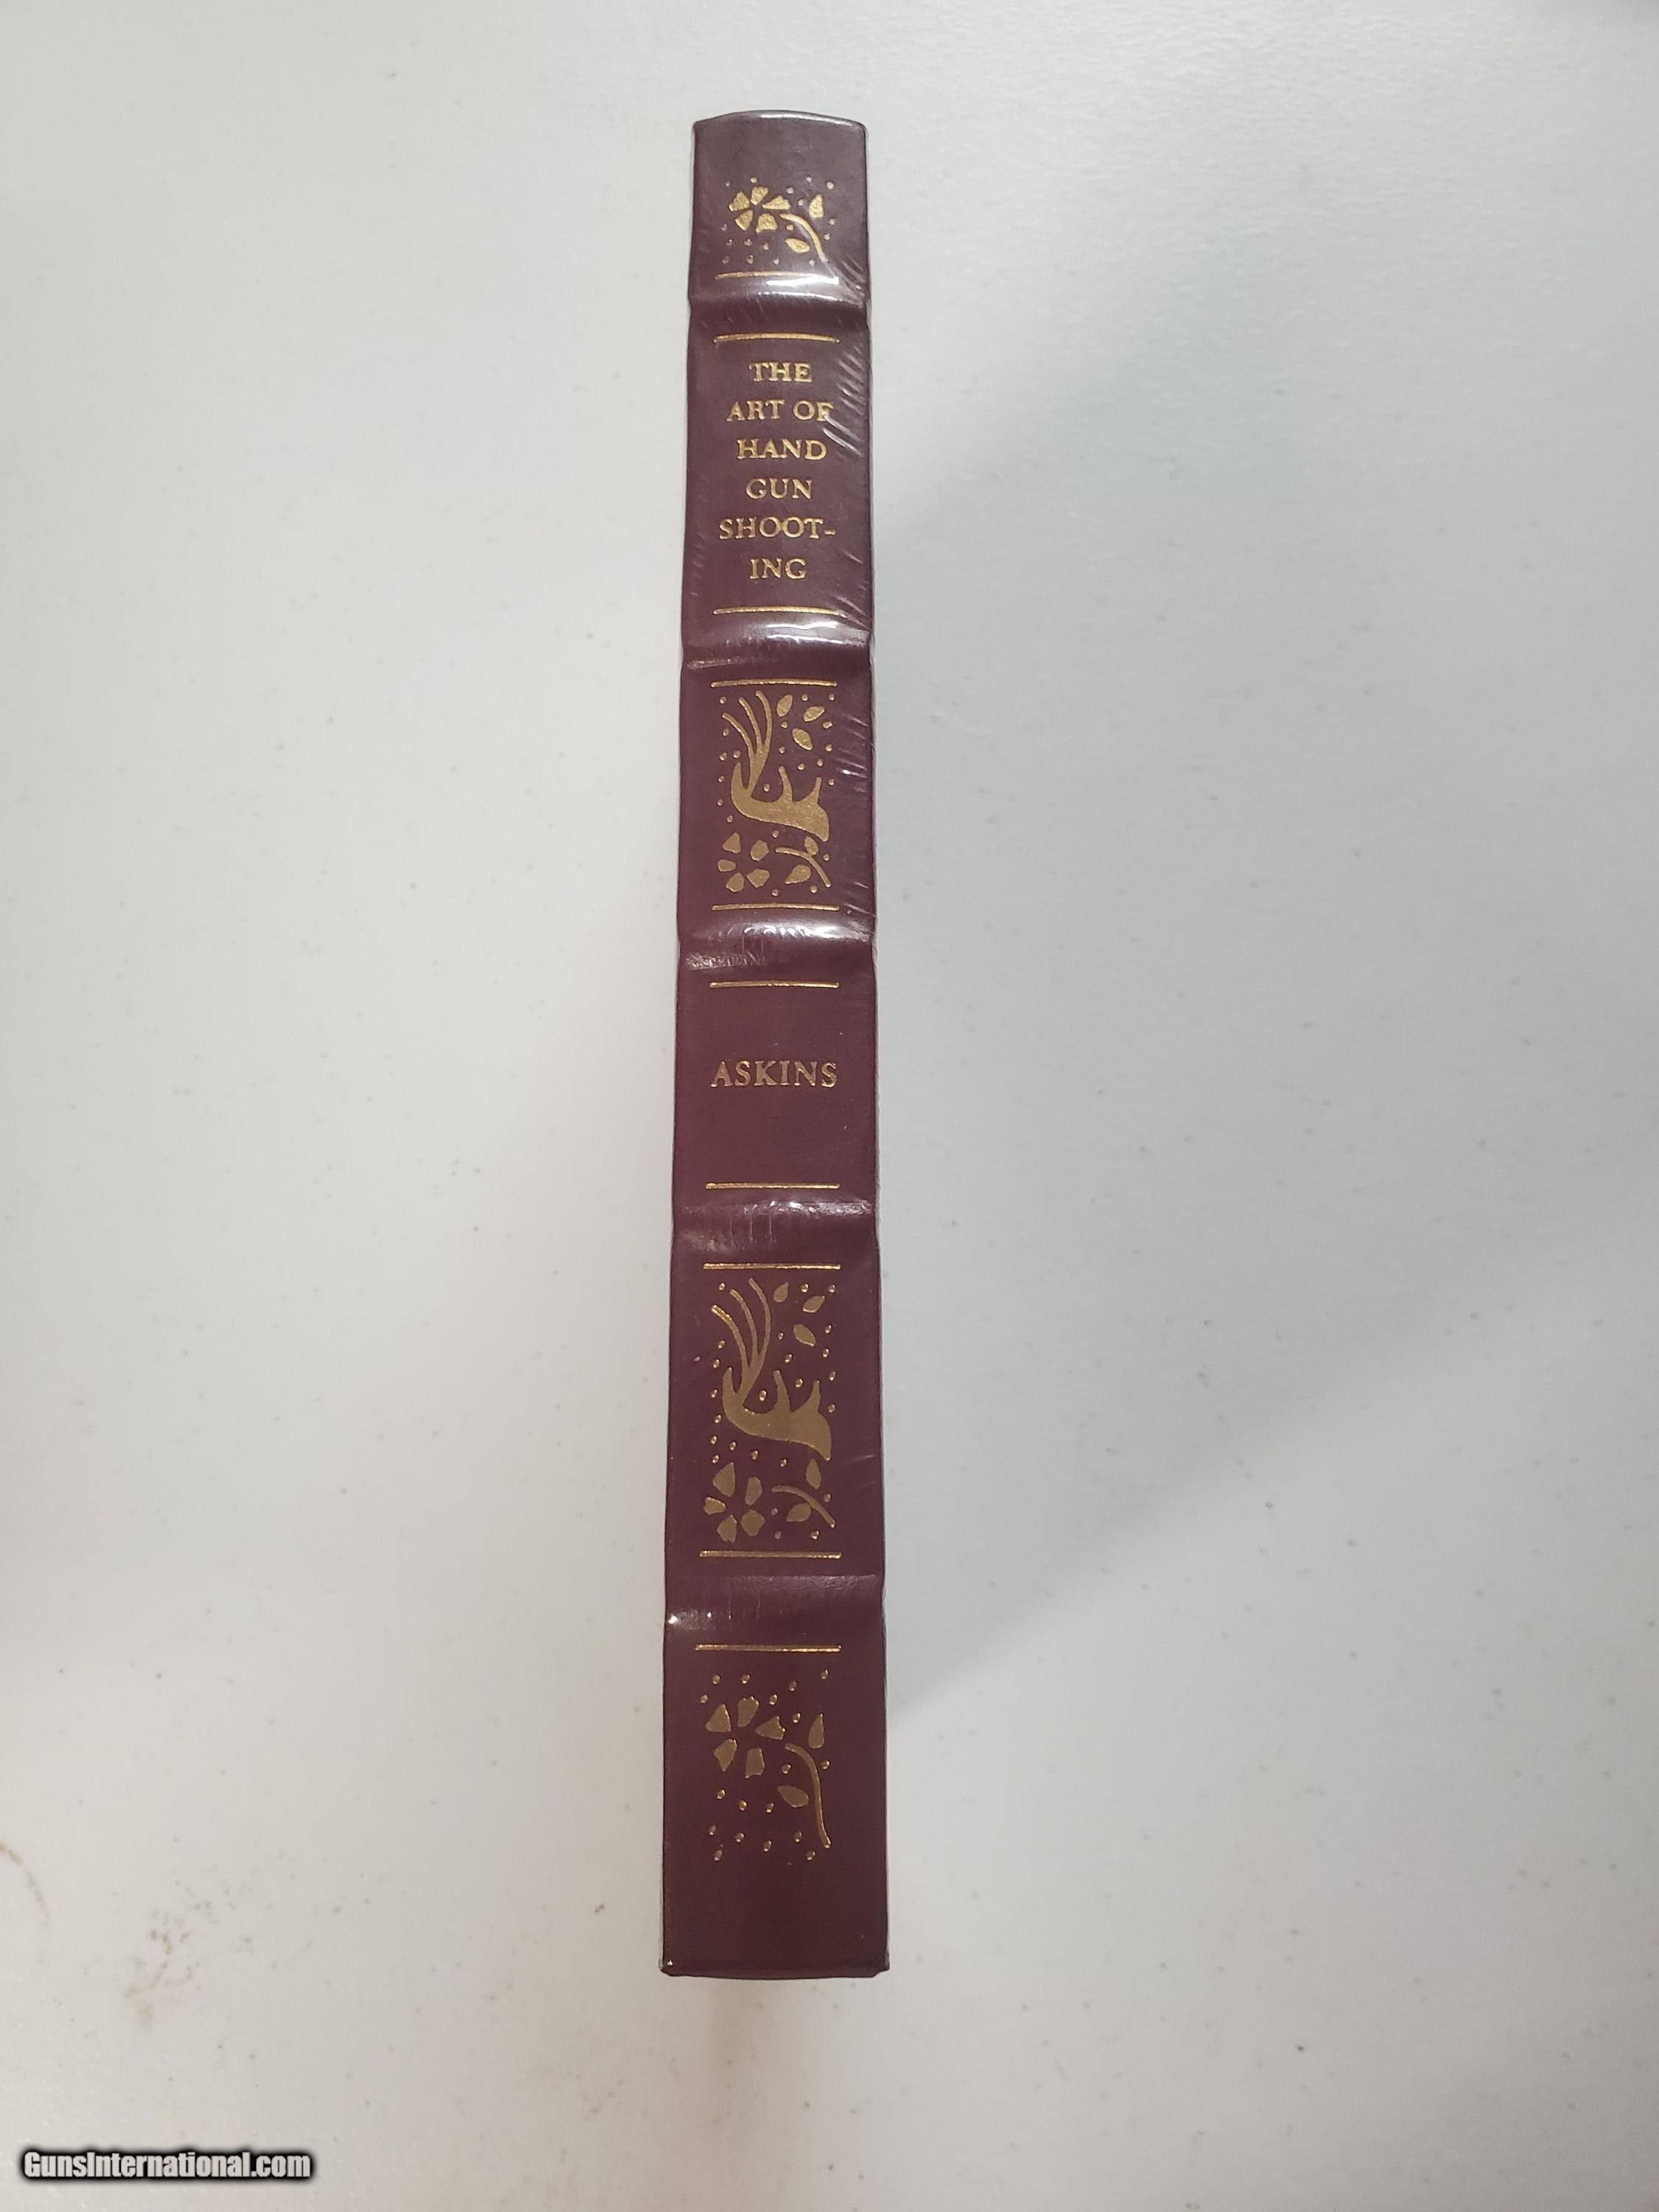 THE
ART OF
HAND
GUN
SHOOT-
ING
ASKINS
GunsInternational.com